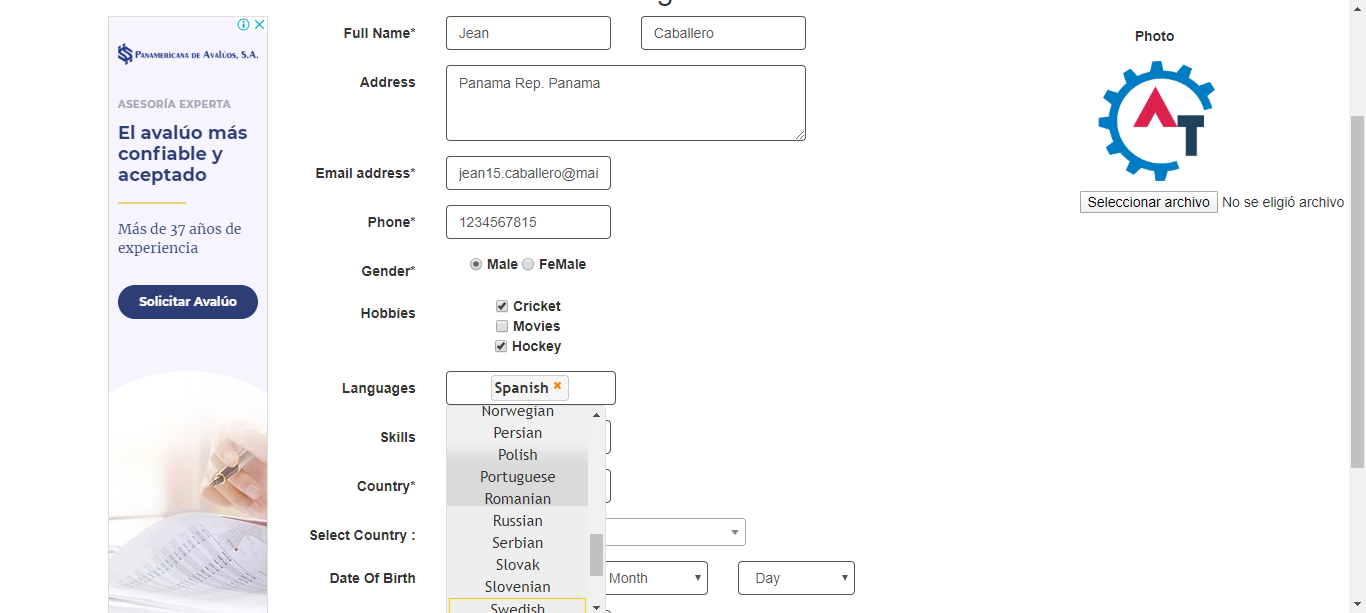 PANAMERICANA DE AVALÚOS, S.A.
ASESORÍA EXPERTA
El avalúo más
confiable y
aceptado
Más de 37 años de
experiencia
Solicitar Avalúo
Full Name*
Jean
Caballero
Address
Panama Rep. Panama
Email address*
jean15.caballero@mai
Phone*
1234567815
Gender*
Male
FeMale
Hobbies
Cricket
Movies
Hockey
Languages
Spanish
Norwegian
Persian
Polish
Portuguese
Romanian
Russian
Serbian
Slovak
Slovenian
Swedish
Skills
Country*
Select Country :
Date Of Birth
Month
Day
Photo
AT
Seleccionar archivo
No se eligió archivo